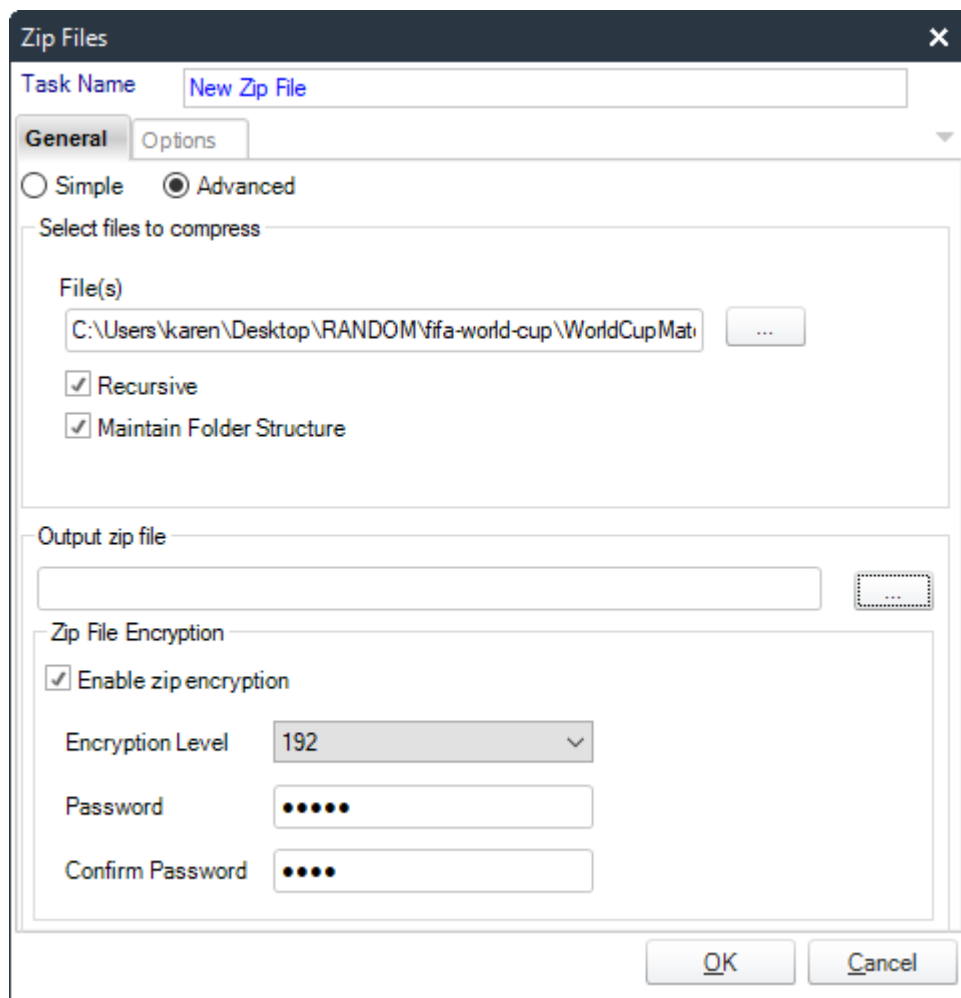 Zip Files
Task Name New Zip File
General Options
Simple Advanced
Select files to compress
File(s)
C:\Users\karen\Desktop\RANDOM\fifa-world-cup\WorldCupMat ...
Recursive
Maintain Folder Structure
Output zip file
...
Zip File Encryption
Enable zip encryption
Encryption Level 192
Password •••••
Confirm Password ••••
OK Cancel